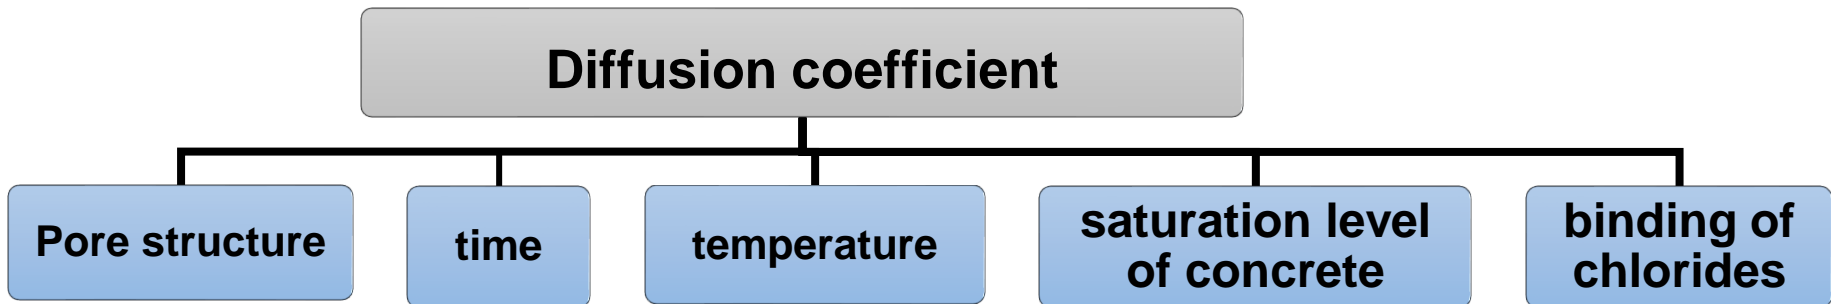 Diffusion coefficient
Pore structure
time
temperature
saturation level
of concrete
binding of
chlorides